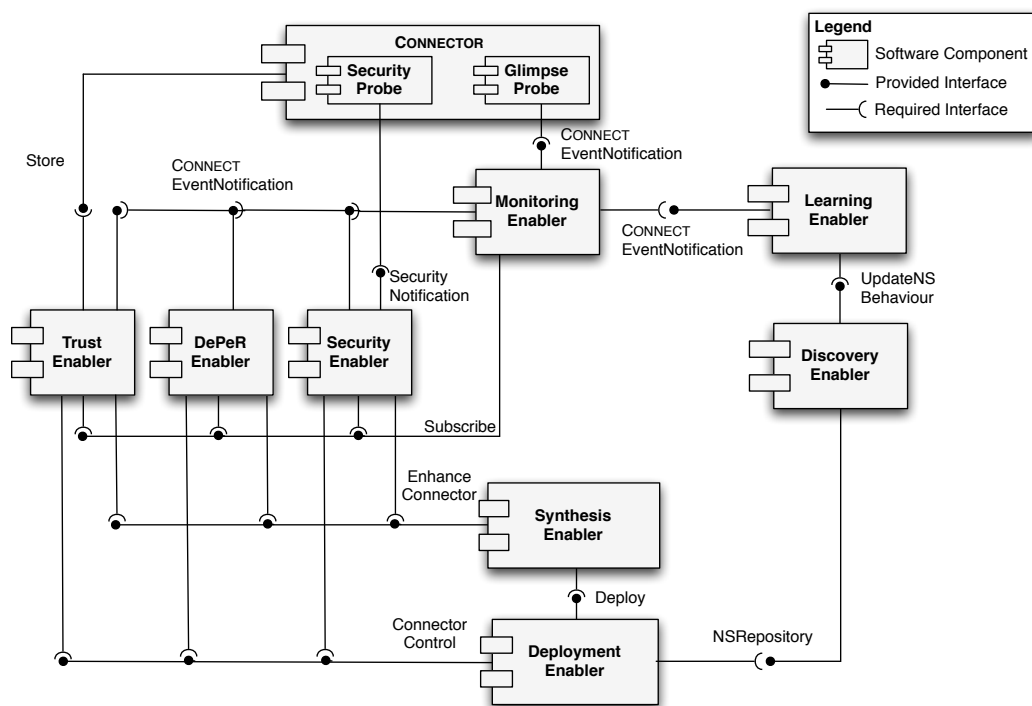 CONNECTOR
Security
Probe
Glimpse
Probe
Legend
Software Component
Provided Interface
Required Interface
Store
CONNECT
EventNotification
CONNECT
EventNotification
Monitoring
Enabler
Learning
Enabler
CONNECT
EventNotification
Security
Notification
UpdateNS
Behaviour
Trust
Enabler
DePeR
Enabler
Security
Enabler
Discovery
Enabler
Subscribe
Enhance
Connector
Synthesis
Enabler
Deploy
Connector
Control
Deployment
Enabler
NSRepository